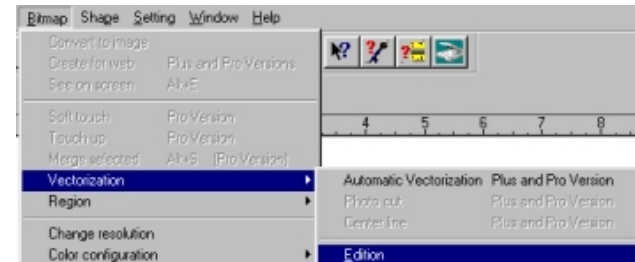 Bitmap Shape Setting Window Help
Convert to image
Create for web Plus and Pro Versions
See on screen Alt+E
Soft touch Pro Version
Touch up Pro Version
Merge selected Alt+S (Pro Version)
4 5 6 7 8
Vectorization
Automatic Vectorization Plus and Pro Version
Region
Photo cut Plus and Pro Version
Center line Plus and Pro Version
Change resolution
Color configuration
Edition